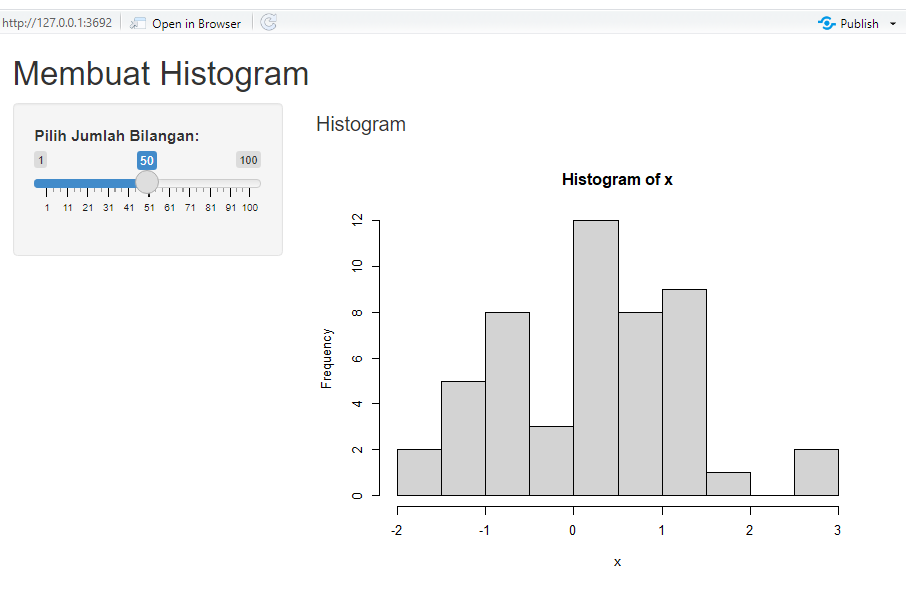 http://127.0.0.1:3692 Open in Browser Publish
Membuat Histogram
Pilih Jumlah Bilangan:
1 50 100
1 11 21 31 41 51 61 71 81 91 100
Histogram
Histogram of x
Frequency
12
10
8
6
4
2
0
-2 -1 0 1 2 3
x